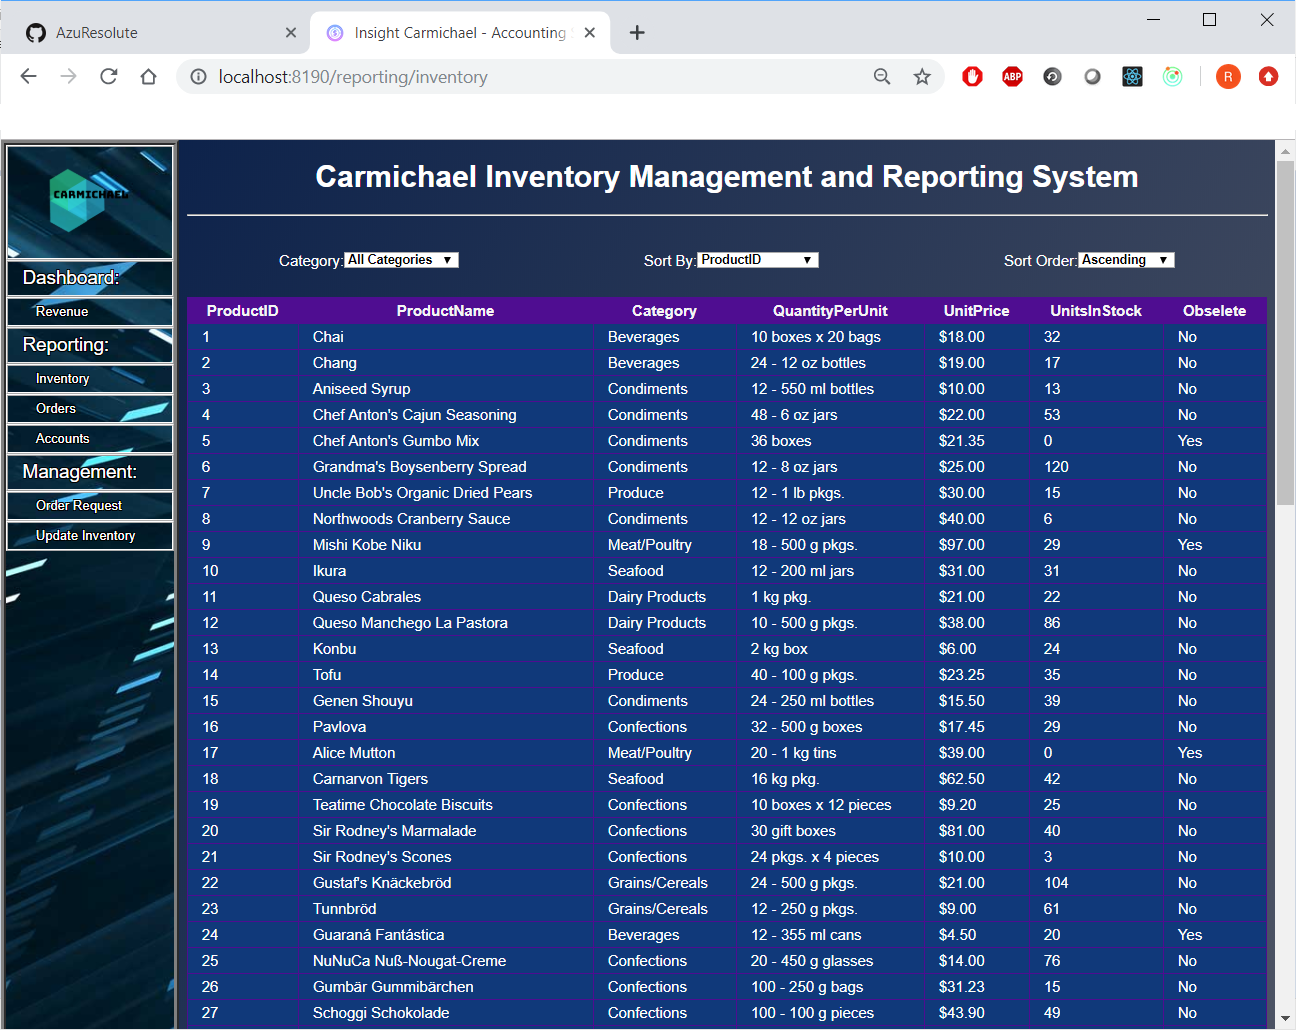 AzuResolute
Insight Carmichael - Accounting
localhost:8190/reporting/inventory
ABP
R
CARMICHAEL
Dashboard:
Revenue
Reporting:
Inventory
Orders
Accounts
Management:
Order Request
Update Inventory
Carmichael Inventory Management and Reporting System
Category: All Categories Sort By: ProductID Sort Order: Ascending
ProductID ProductName Category QuantityPerUnit UnitPrice UnitsInStock Obselete
1 Chai Beverages 10 boxes x 20 bags $18.00 32 No
2 Chang Beverages 24 - 12 oz bottles $19.00 17 No
3 Aniseed Syrup Condiments 12 - 550 ml bottles $10.00 13 No
4 Chef Anton's Cajun Seasoning Condiments 48 - 6 oz jars $22.00 53 No
5 Chef Anton's Gumbo Mix Condiments 36 boxes $21.35 0 Yes
6 Grandma's Boysenberry Spread Condiments 12 - 8 oz jars $25.00 120 No
7 Uncle Bob's Organic Dried Pears Produce 12 - 1 lb pkgs. $30.00 15 No
8 Northwoods Cranberry Sauce Condiments 12 - 12 oz jars $40.00 6 No
9 Mishi Kobe Niku Meat/Poultry 18 - 500 g pkgs. $97.00 29 Yes
10 Ikura Seafood 12 - 200 ml jars $31.00 31 No
11 Queso Cabrales Dairy Products 1 kg pkg. $21.00 22 No
12 Queso Manchego La Pastora Dairy Products 10 - 500 g pkgs. $38.00 86 No
13 Konbu Seafood 2 kg box $6.00 24 No
14 Tofu Produce 40 - 100 g pkgs. $23.25 35 No
15 Genen Shouyu Condiments 24 - 250 ml bottles $15.50 39 No
16 Pavlova Confections 32 - 500 g boxes $17.45 29 No
17 Alice Mutton Meat/Poultry 20 - 1 kg tins $39.00 0 Yes
18 Carnarvon Tigers Seafood 16 kg pkg. $62.50 42 No
19 Teatime Chocolate Biscuits Confections 10 boxes x 12 pieces $9.20 25 No
20 Sir Rodney's Marmalade Confections 30 gift boxes $81.00 40 No
21 Sir Rodney's Scones Confections 24 pkgs. x 4 pieces $10.00 3 No
22 Gustaf's Knäckebröd Grains/Cereals 24 - 500 g pkgs. $21.00 104 No
23 Tunnbröd Grains/Cereals 12 - 250 g pkgs. $9.00 61 No
24 Guaraná Fantástica Beverages 12 - 355 ml cans $4.50 20 Yes
25 NuNuCa Nuß-Nougat-Creme Confections 20 - 450 g glasses $14.00 76 No
26 Gumbär Gummibärchen Confections 100 - 250 g bags $31.23 15 No
27 Schoggi Schokolade Confections 100 - 100 g pieces $43.90 49 No